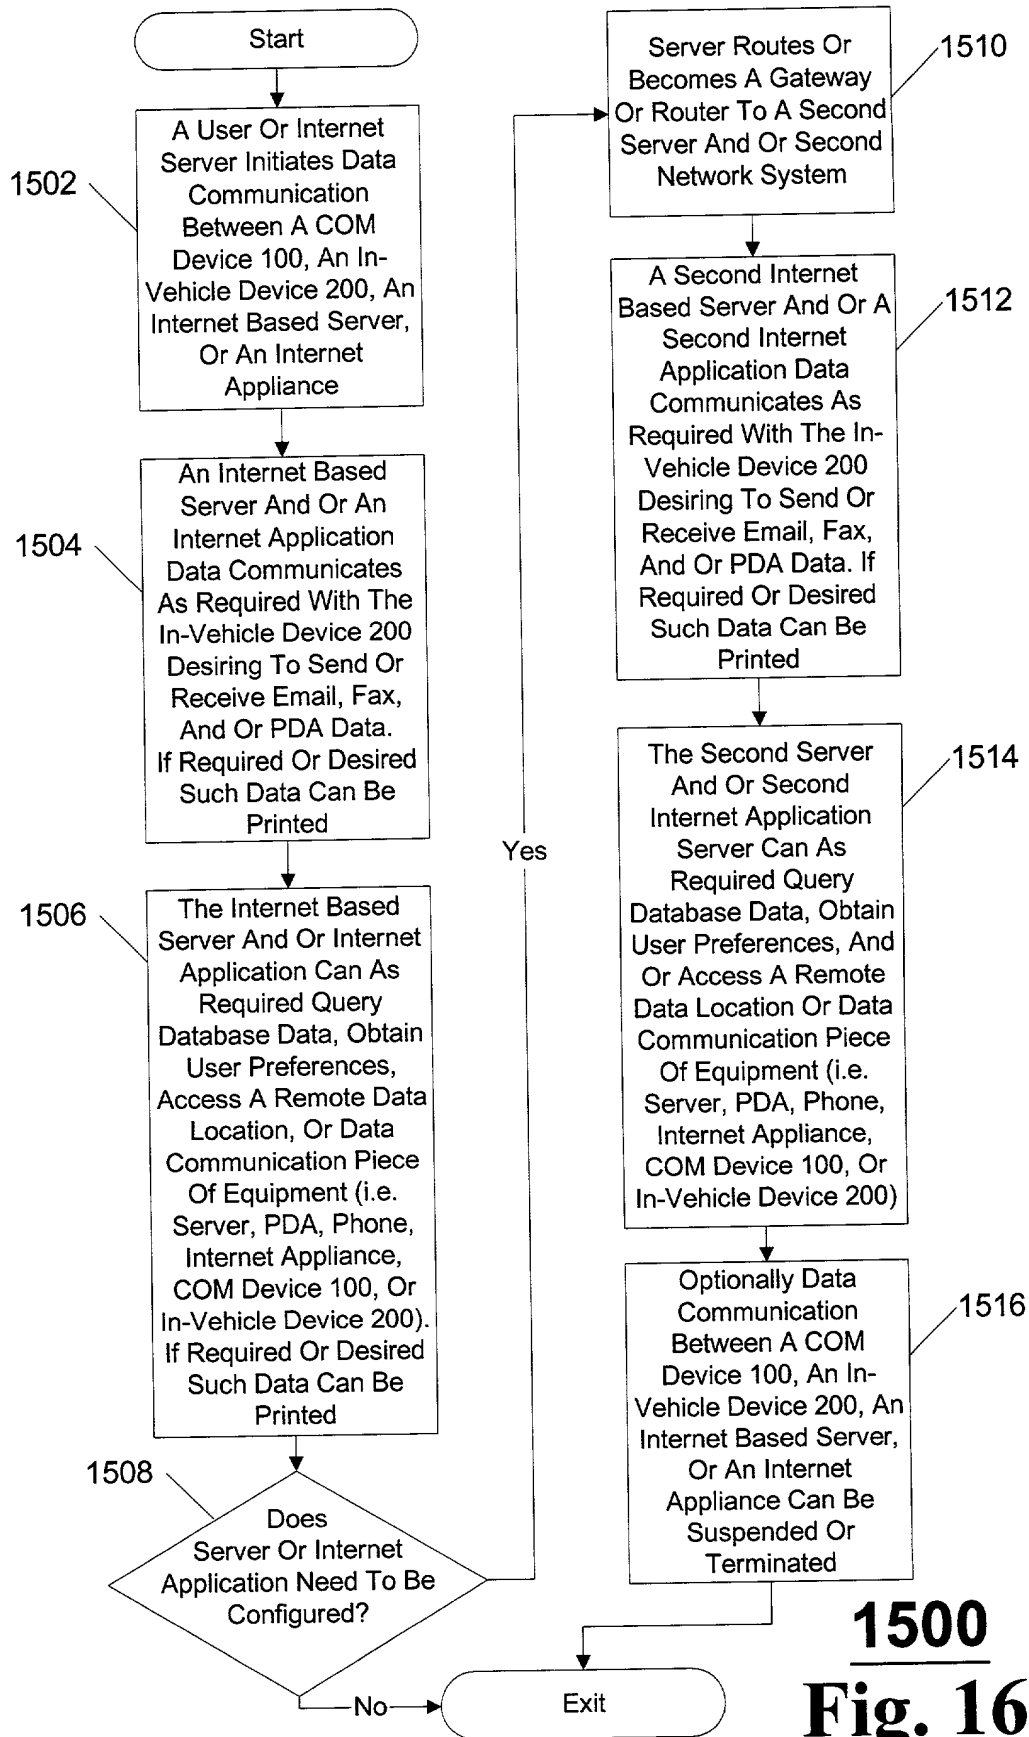 Start
1502
A User Or Internet
Server Initiates Data
Communication
Between A COM
Device 100, An In-
Vehicle Device 200, An
Internet Based Server,
Or An Internet
Appliance
1504
An Internet Based
Server And Or An
Internet Application
Data Communicates
As Required With The
In-Vehicle Device 200
Desiring To Send Or
Receive Email, Fax,
And Or PDA Data.
If Required Or Desired
Such Data Can Be
Printed
1506
The Internet Based
Server And Or Internet
Application Can As
Required Query
Database Data, Obtain
User Preferences,
Access A Remote Data
Location, Or Data
Communication Piece
Of Equipment (i.e.
Server, PDA, Phone,
Internet Appliance,
COM Device 100, Or
In-Vehicle Device 200).
If Required Or Desired
Such Data Can Be
Printed
1508
Does
Server Or Internet
Application Need To Be
Configured?
Yes
No
1510
Server Routes Or
Becomes A Gateway
Or Router To A Second
Server And Or Second
Network System
1512
A Second Internet
Based Server And Or A
Second Internet
Application Data
Communicates As
Required With The In-
Vehicle Device 200
Desiring To Send Or
Receive Email, Fax,
And Or PDA Data. If
Required Or Desired
Such Data Can Be
Printed
1514
The Second Server
And Or Second
Internet Application
Server Can As
Required Query
Database Data, Obtain
User Preferences, And
Or Access A Remote
Data Location Or Data
Communication Piece
Of Equipment (i.e.
Server, PDA, Phone,
Internet Appliance,
COM Device 100, Or
In-Vehicle Device 200)
1516
Optionally Data
Communication
Between A COM
Device 100, An In-
Vehicle Device 200, An
Internet Based Server,
Or An Internet
Appliance Can Be
Suspended Or
Terminated
Exit
1500
Fig. 16